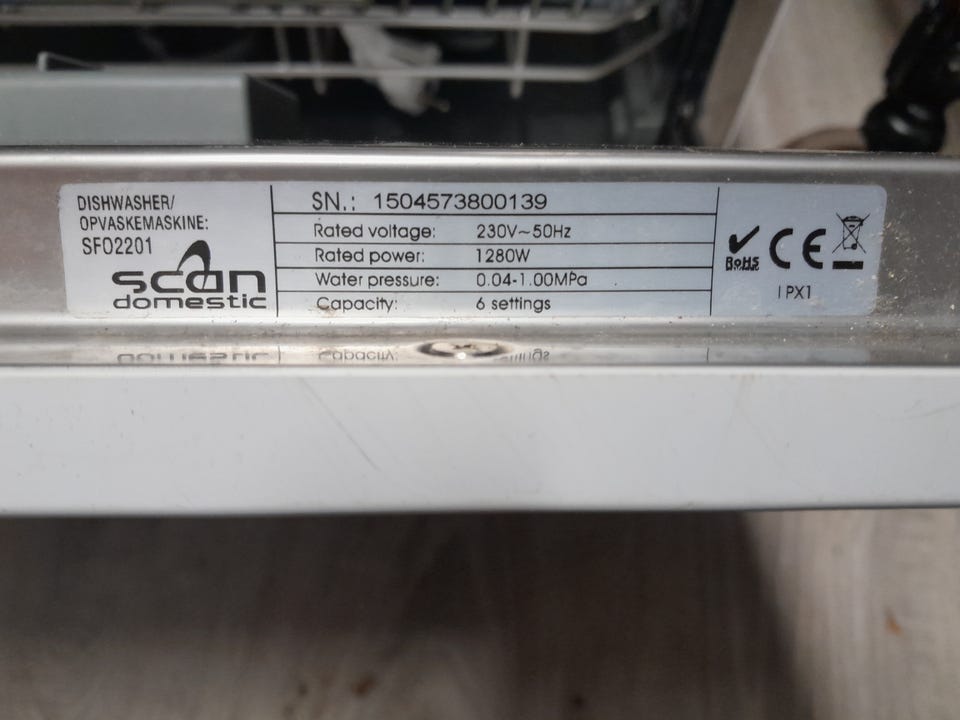 DISHWASHER/
OPVASKEMASKINE:
SFO2201
scan
domestic
SN.: 1504573800139
Rated voltage: 230V~50Hz
Rated power: 1280W
Water pressure: 0.04-1.00MPa
Capacity: 6 settings
RoHS
CE
IPX1